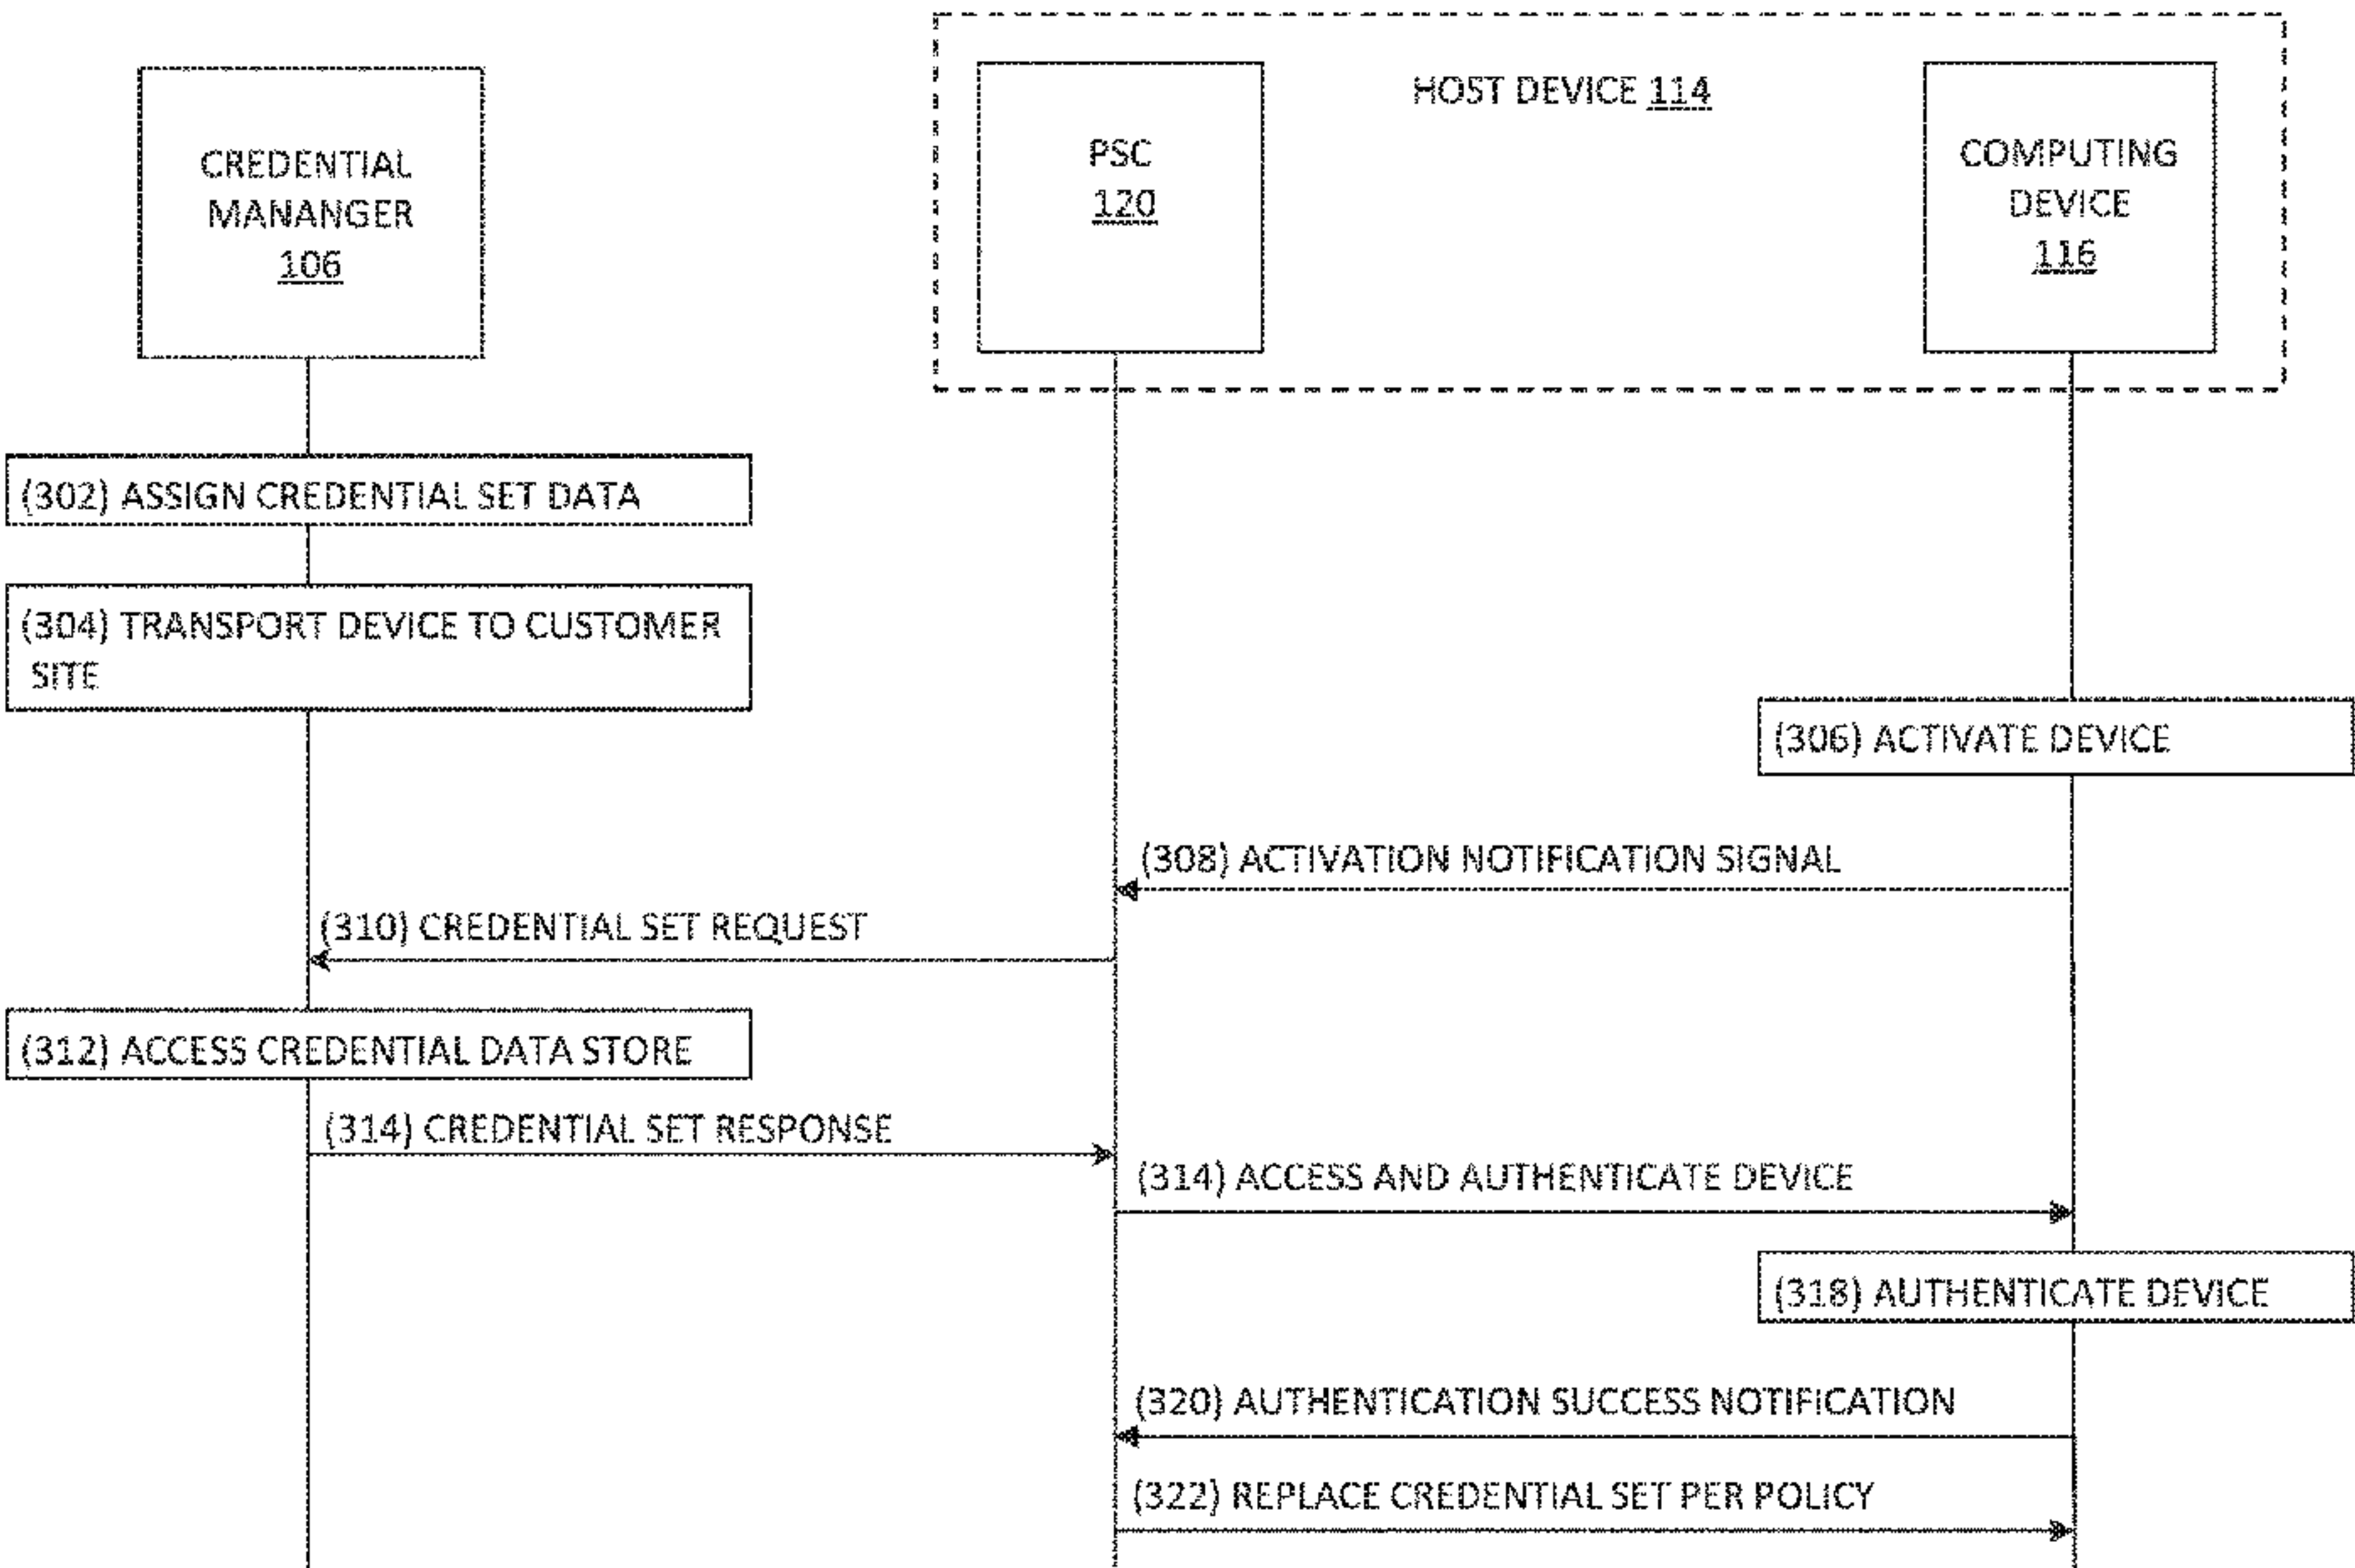 CREDENTIAL
MANANGER
106
PSC
120
HOST DEVICE 114
COMPUTING
DEVICE
116
(302) ASSIGN CREDENTIAL SET DATA
(304) TRANSPORT DEVICE TO CUSTOMER
SITE
(306) ACTIVATE DEVICE
(308) ACTIVATION NOTIFICATION SIGNAL
(310) CREDENTIAL SET REQUEST
(312) ACCESS CREDENTIAL DATA STORE
(314) CREDENTIAL SET RESPONSE
(314) ACCESS AND AUTHENTICATE DEVICE
(318) AUTHENTICATE DEVICE
(320) AUTHENTICATION SUCCESS NOTIFICATION
(322) REPLACE CREDENTIAL SET PER POLICY